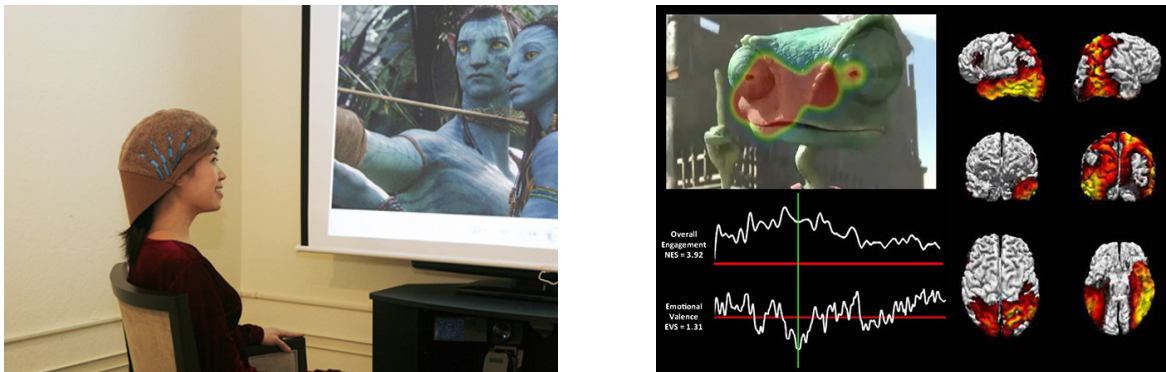 Overall
Engagement
NES = 3.92
Emotional
Valence
EVS = 1.31